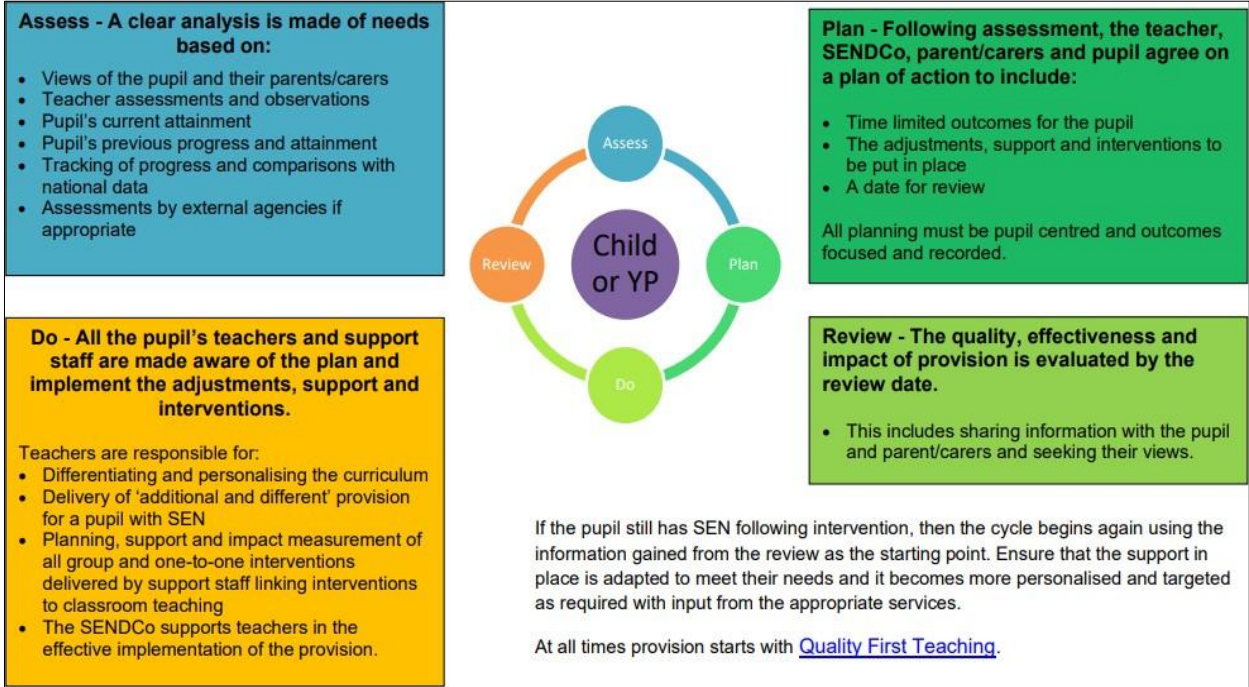 Assess - A clear analysis is made of needs
based on:
• Views of the pupil and their parents/carers
• Teacher assessments and observations
• Pupil's current attainment
• Pupil's previous progress and attainment
• Tracking of progress and comparisons with
national data
• Assessments by external agencies if
appropriate
Assess
Review
Child
or YP
Plan
Do
Plan - Following assessment, the teacher,
SENDCo, parent/carers and pupil agree on
a plan of action to include:
• Time limited outcomes for the pupil
• The adjustments, support and interventions to
be put in place
• A date for review
All planning must be pupil centred and outcomes
focused and recorded.
Do - All the pupil's teachers and support
staff are made aware of the plan and
implement the adjustments, support and
interventions.
Teachers are responsible for:
• Differentiating and personalising the curriculum
• Delivery of 'additional and different' provision
for a pupil with SEN
• Planning, support and impact measurement of
all group and one-to-one interventions
delivered by support staff linking interventions
to classroom teaching
• The SENDCo supports teachers in the
effective implementation of the provision.
Review - The quality, effectiveness and
impact of provision is evaluated by the
review date.
• This includes sharing information with the pupil
and parent/carers and seeking their views.
If the pupil still has SEN following intervention, then the cycle begins again using the
information gained from the review as the starting point. Ensure that the support in
place is adapted to meet their needs and it becomes more personalised and targeted
as required with input from the appropriate services.
At all times provision starts with Quality First Teaching.